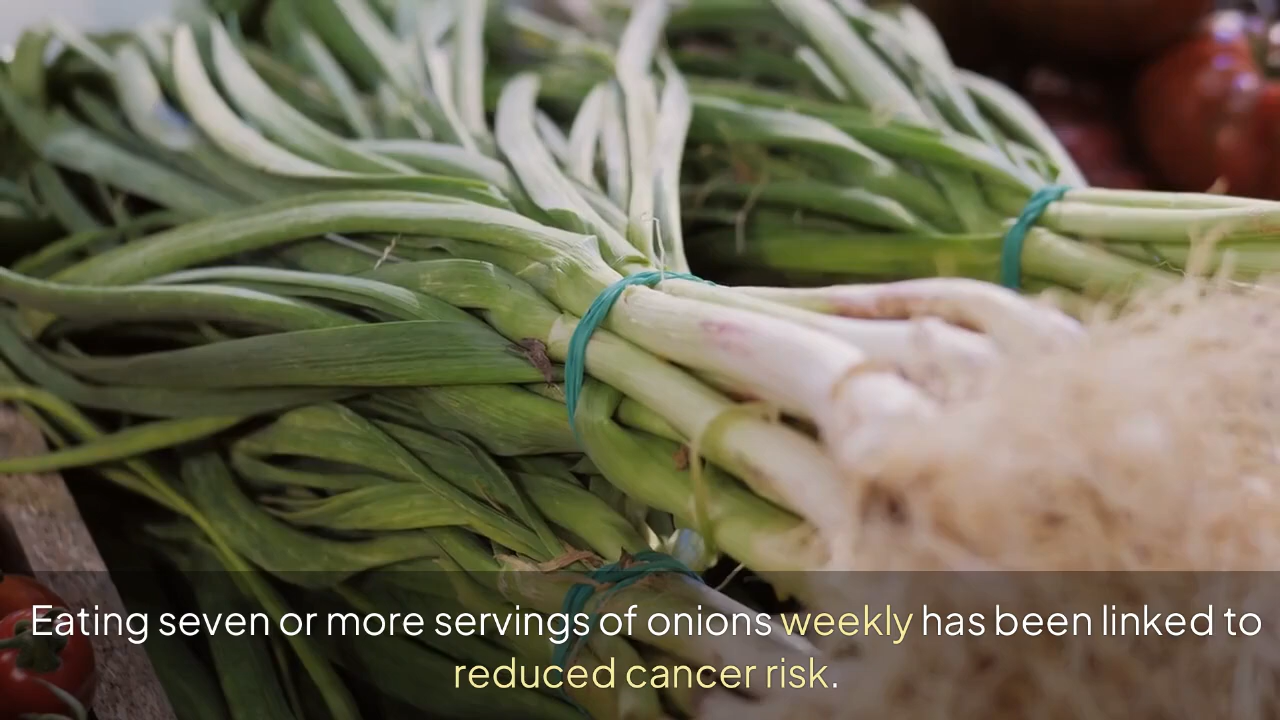 Eating seven or more servings of onions weekly has been linked to
reduced cancer risk.